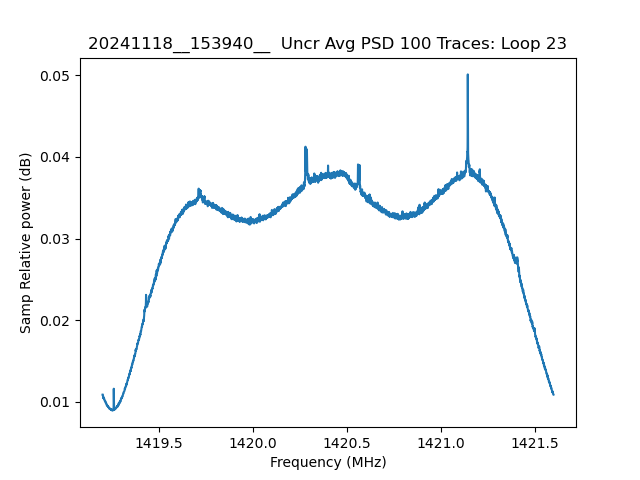 20241118__153940__  Uncr Avg PSD 100 Traces: Loop 23
0.05
0.04
0.03
0.02
0.01
Samp Relative power (dB)
1419.5 1420.0 1420.5 1421.0 1421.5
Frequency (MHz)